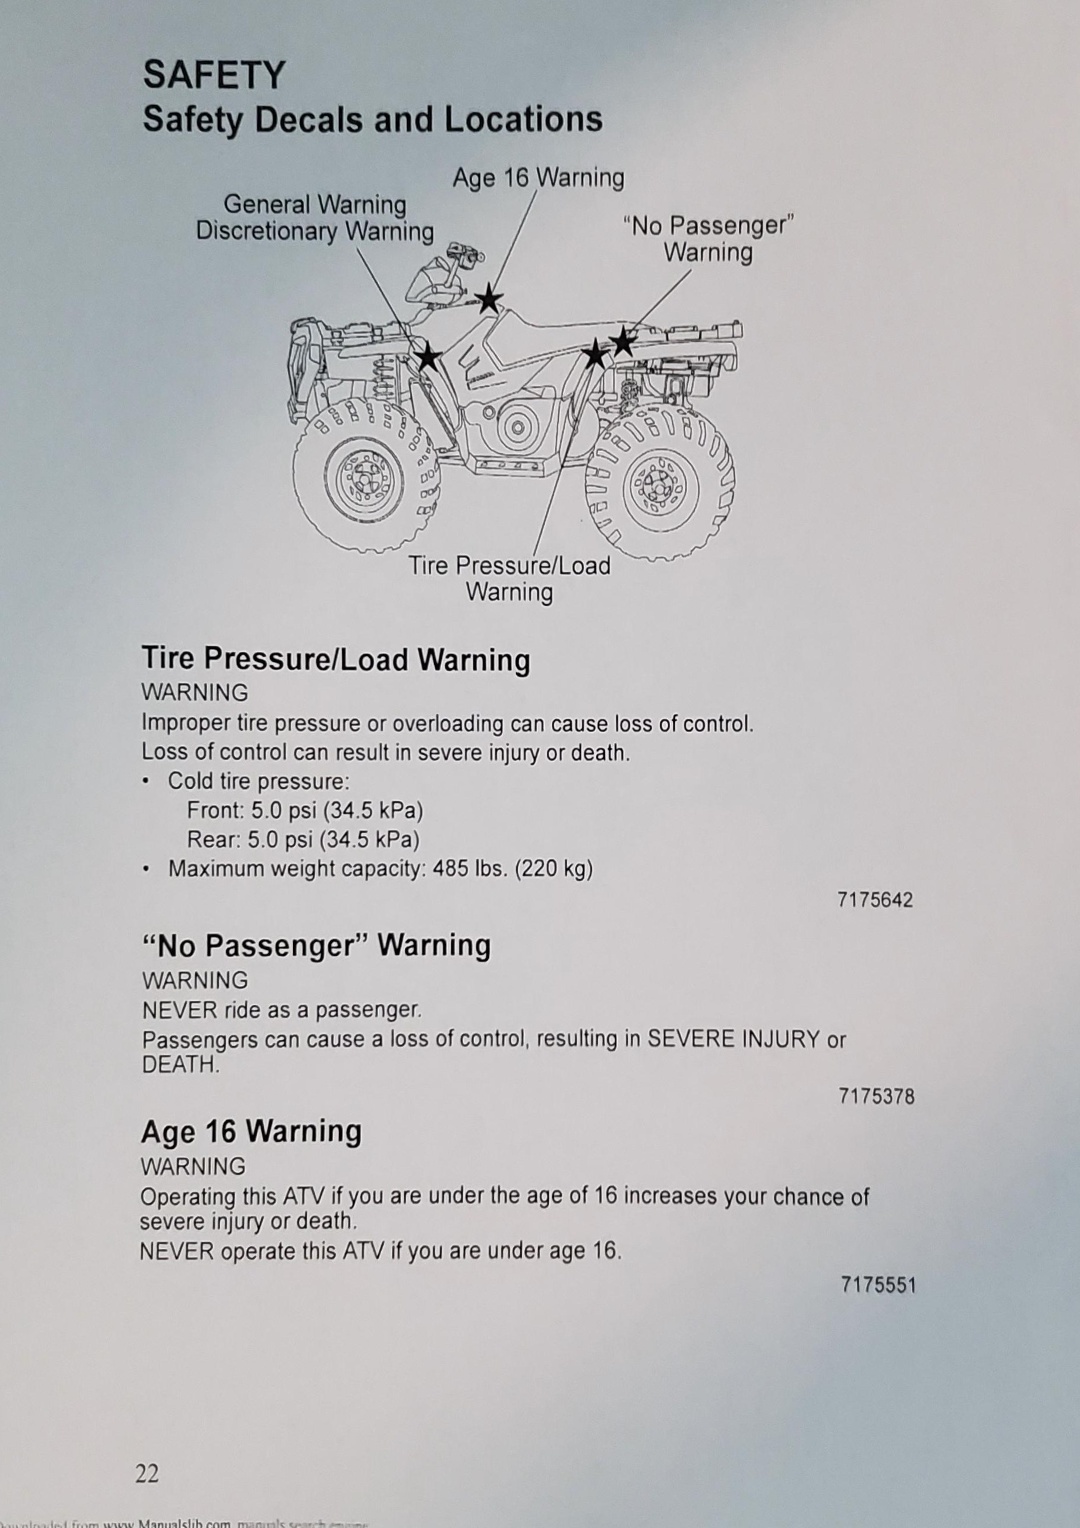 SAFETY
Safety Decals and Locations
Age 16 Warning
General Warning
Discretionary Warning
“No Passenger”
Warning
Tire Pressure/Load
Warning
Tire Pressure/Load Warning
WARNING
Improper tire pressure or overloading can cause loss of control.
Loss of control can result in severe injury or death.
• Cold tire pressure:
Front: 5.0 psi (34.5 kPa)
Rear: 5.0 psi (34.5 kPa)
• Maximum weight capacity: 485 lbs. (220 kg)
7175642
“No Passenger” Warning
WARNING
NEVER ride as a passenger.
Passengers can cause a loss of control, resulting in SEVERE INJURY or
DEATH.
7175378
Age 16 Warning
WARNING
Operating this ATV if you are under the age of 16 increases your chance of
severe injury or death.
NEVER operate this ATV if you are under age 16.
7175551
22
Downloaded from www.Manualslib.com manuals search engine